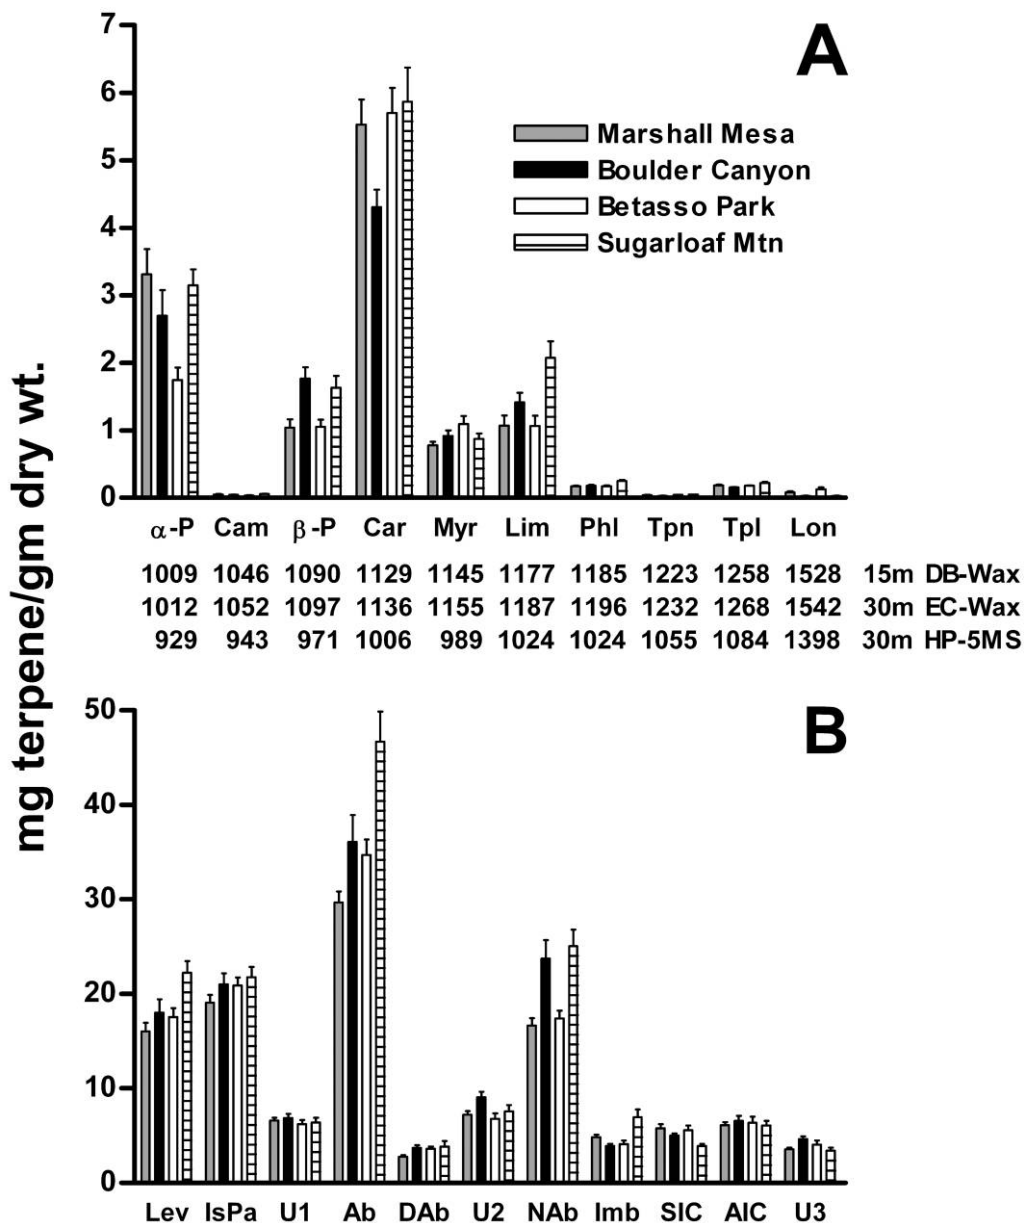 A
7
6
5
4
3
2
1
0
Marshall Mesa
Boulder Canyon
Betasso Park
Sugarloaf Mtn
α-P Cam β-P Car Myr Lim Phl Tpn Tpl Lon
1009 1046 1090 1129 1145 1177 1185 1223 1258 1528 15m DB-Wax
1012 1052 1097 1136 1155 1187 1196 1232 1268 1542 30m EC-Wax
929 943 971 1006 989 1024 1024 1055 1084 1398 30m HP-5MS
mg terpene/gm dry wt.
B
50
40
30
20
10
0
Lev IsPa U1 Ab DAb U2 NAb Imb SIC AIC U3